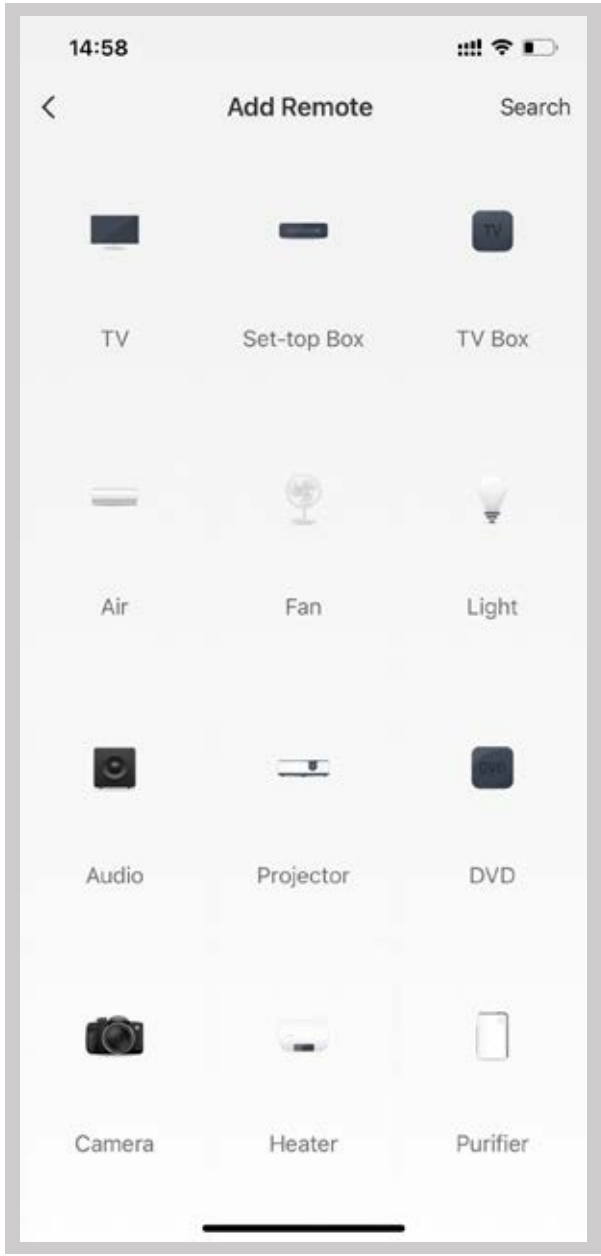 14:58
Add Remote Search
TV
TV Set-top Box TV Box
Air Fan Light
DVD
Audio Projector DVD
Camera Heater Purifier